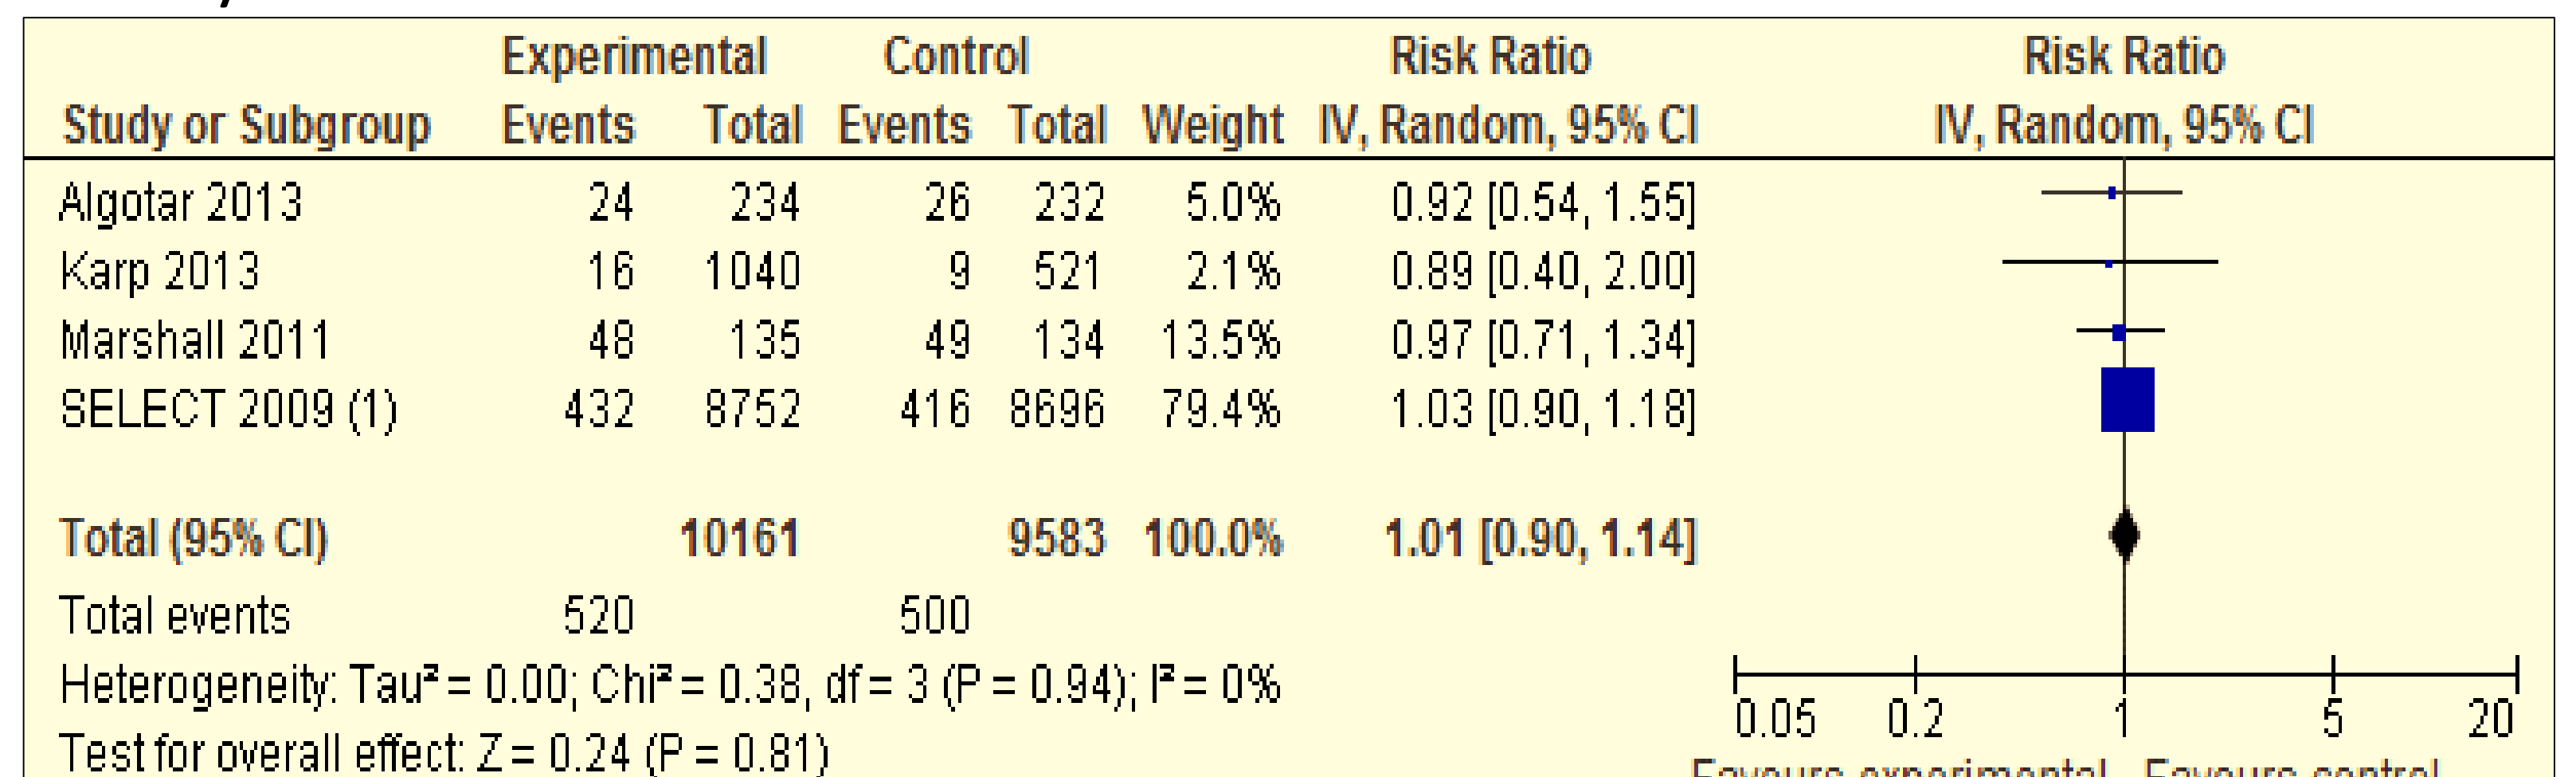 Experimental Control Risk Ratio Risk Ratio
Study or Subgroup Events Total Events Total Weight IV, Random, 95% CI IV, Random, 95% CI
Algotar 2013 24 234 26 232 5.0% 0.92 [0.54, 1.55]
Karp 2013 16 1040 9 521 2.1% 0.89 [0.40, 2.00]
Marshall 2011 48 135 49 134 13.5% 0.97 [0.71, 1.34]
SELECT 2009 (1) 432 8752 416 8696 79.4% 1.03 [0.90, 1.18]
Total (95% CI) 10161 9583 100.0% 1.01 [0.90, 1.14]
Total events 520 500
Heterogeneity: Tau² = 0.00; Chi² = 0.38, df = 3 (P = 0.94); I² = 0%
0.05 0.2 1 5 20
Test for overall effect: Z = 0.24 (P = 0.81)
Favours experimental Favours control